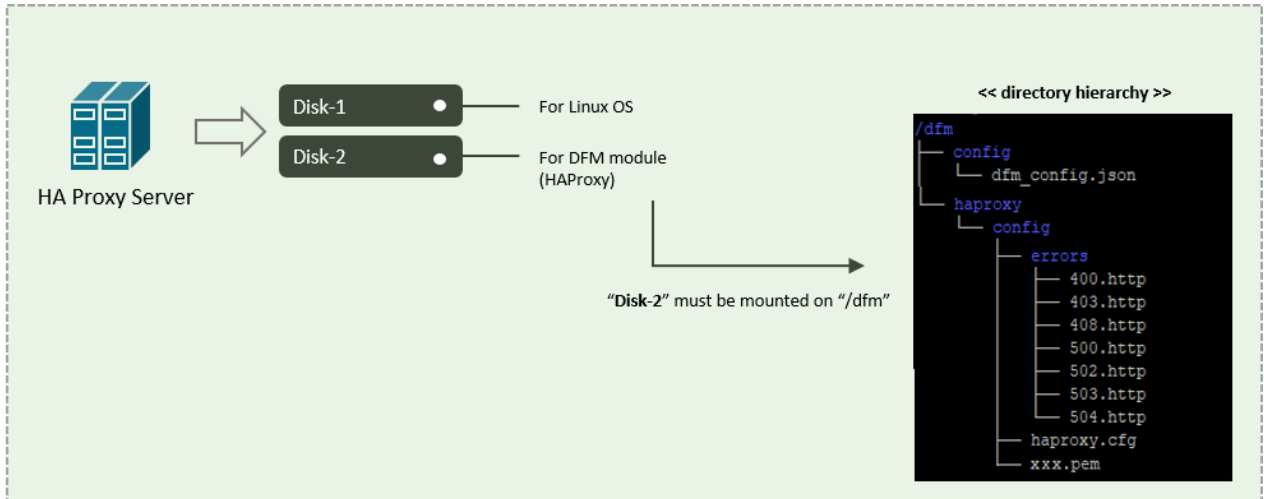 HA Proxy Server
Disk-1
For Linux OS
Disk-2
For DFM module
(HAProxy)
“Disk-2” must be mounted on “/dfm”
<< directory hierarchy >>
/dfm
├── config
│   └── dfm_config.json
└── haproxy
    └── config
        ├── errors
        │   ├── 400.http
        │   ├── 403.http
        │   ├── 408.http
        │   ├── 500.http
        │   ├── 502.http
        │   ├── 503.http
        │   └── 504.http
        ├── haproxy.cfg
        └── xxx.pem